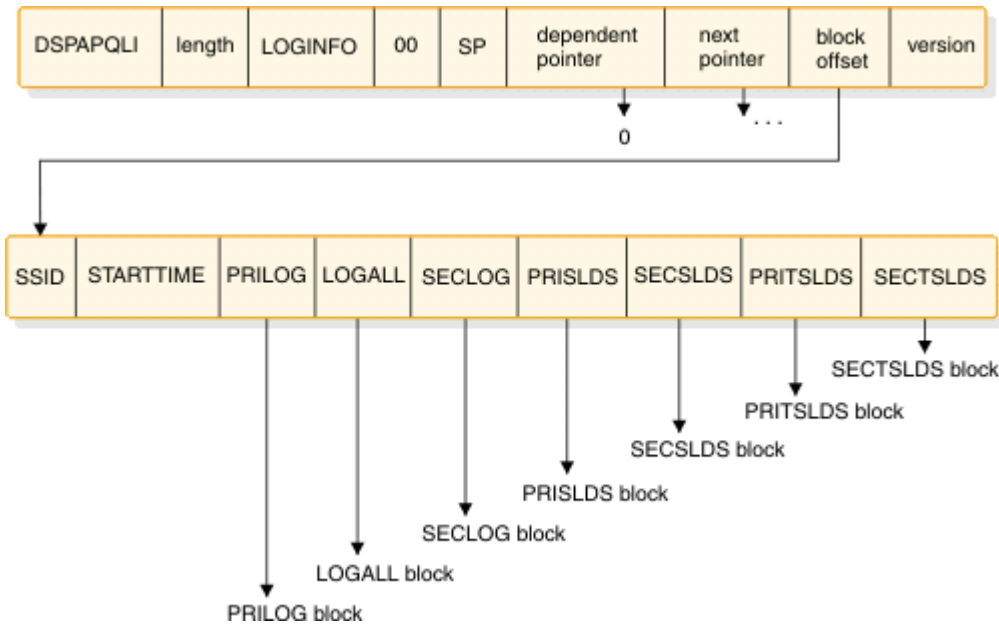 DSPAPQLI length LOGINFO 00 SP dependent pointer next pointer block offset version
0 . . .
SSID STARTTIME PRILOG LOGALL SECLOG PRISLDS SECSLDS PRITSLDS SECTSLDS
SECTSLDS block
PRITSLDS block
SECSLDS block
PRISLDS block
SECLOG block
LOGALL block
PRILOG block